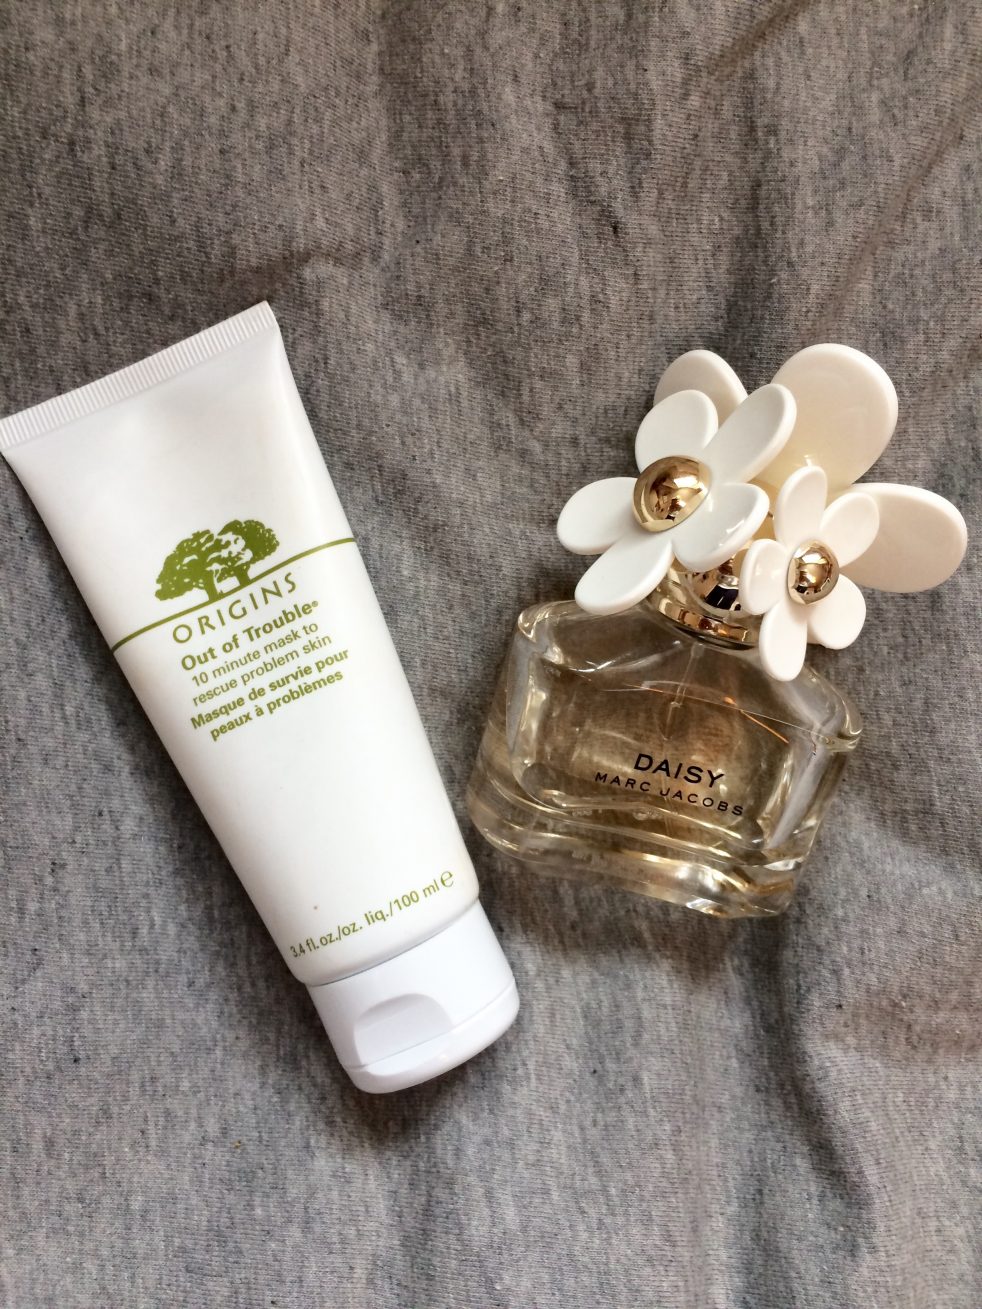 ORIGINS
Out of Trouble®
10 minute mask to
rescue problem skin
Masque de survie pour
peaux à problèmes
3.4 fl. oz./oz. liq./100 ml ℮
DAISY
MARC JACOBS